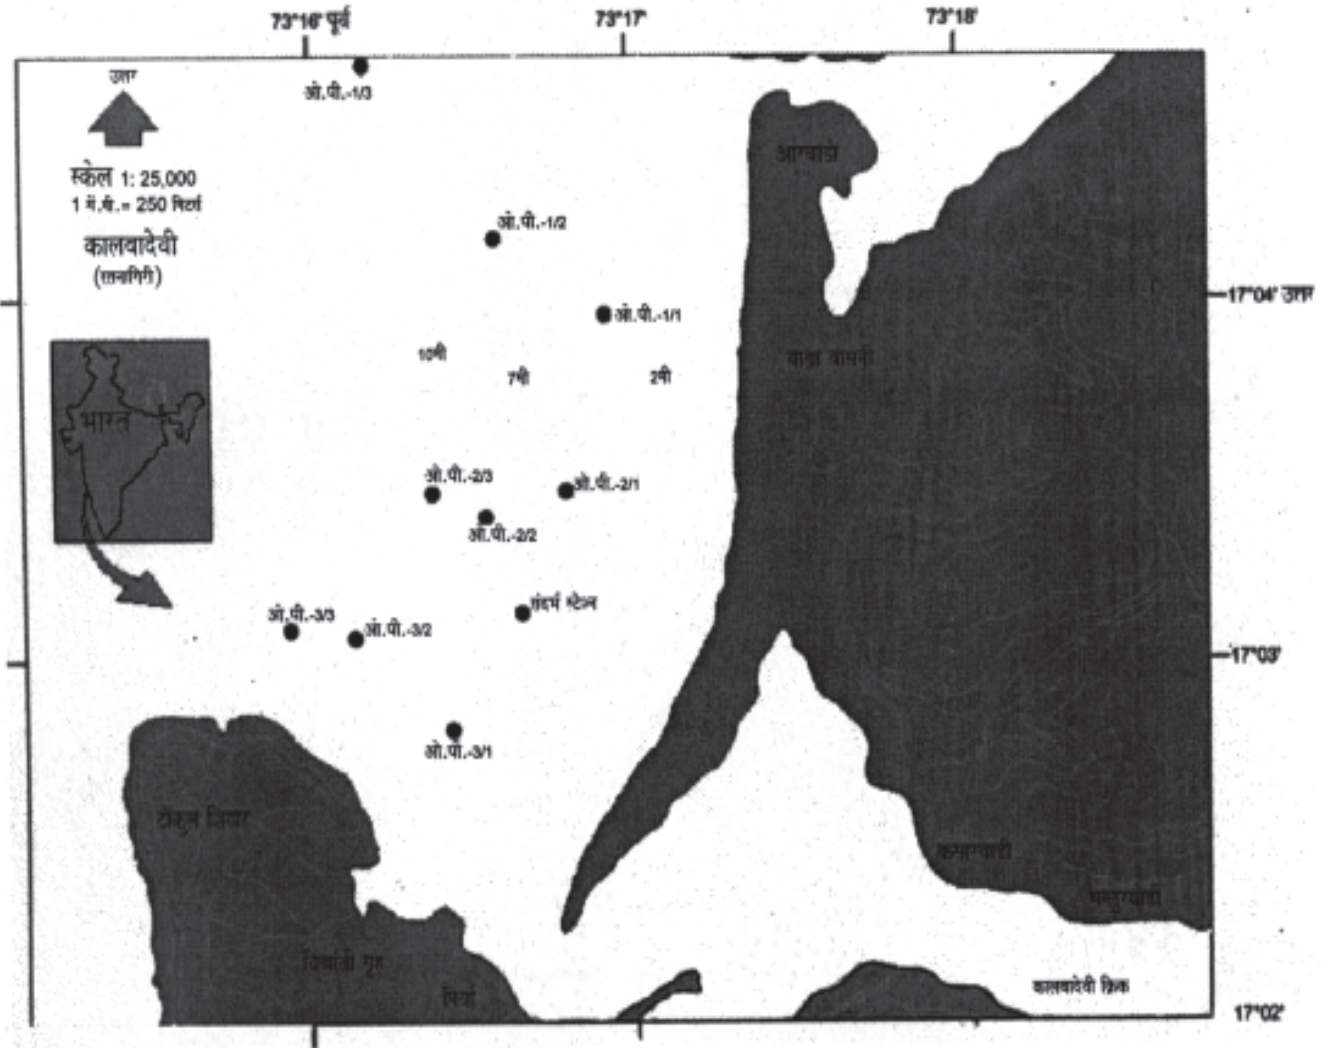 73°16' पूर्व
73°17'
73°18'
उत्तर
ओ.पी.-1/3
स्केल 1: 25,000
1 में.मी.= 250 मिटर्स
कालवादेवी
(रतनागिरी)
ओ.पी.-1/2
17°04' उत्तर
ओ.पी.-1/1
10मी
7मी
2मी
भारत
ओ.पी.-2/3
ओ.पी.-2/1
ओ.पी.-2/2
ओ.पी.-3/3
ओ.पी.-3/2
संदर्भ स्टेशन
17°03'
ओ.पी.-3/1
कालवादेवी क्रिक
17°02'